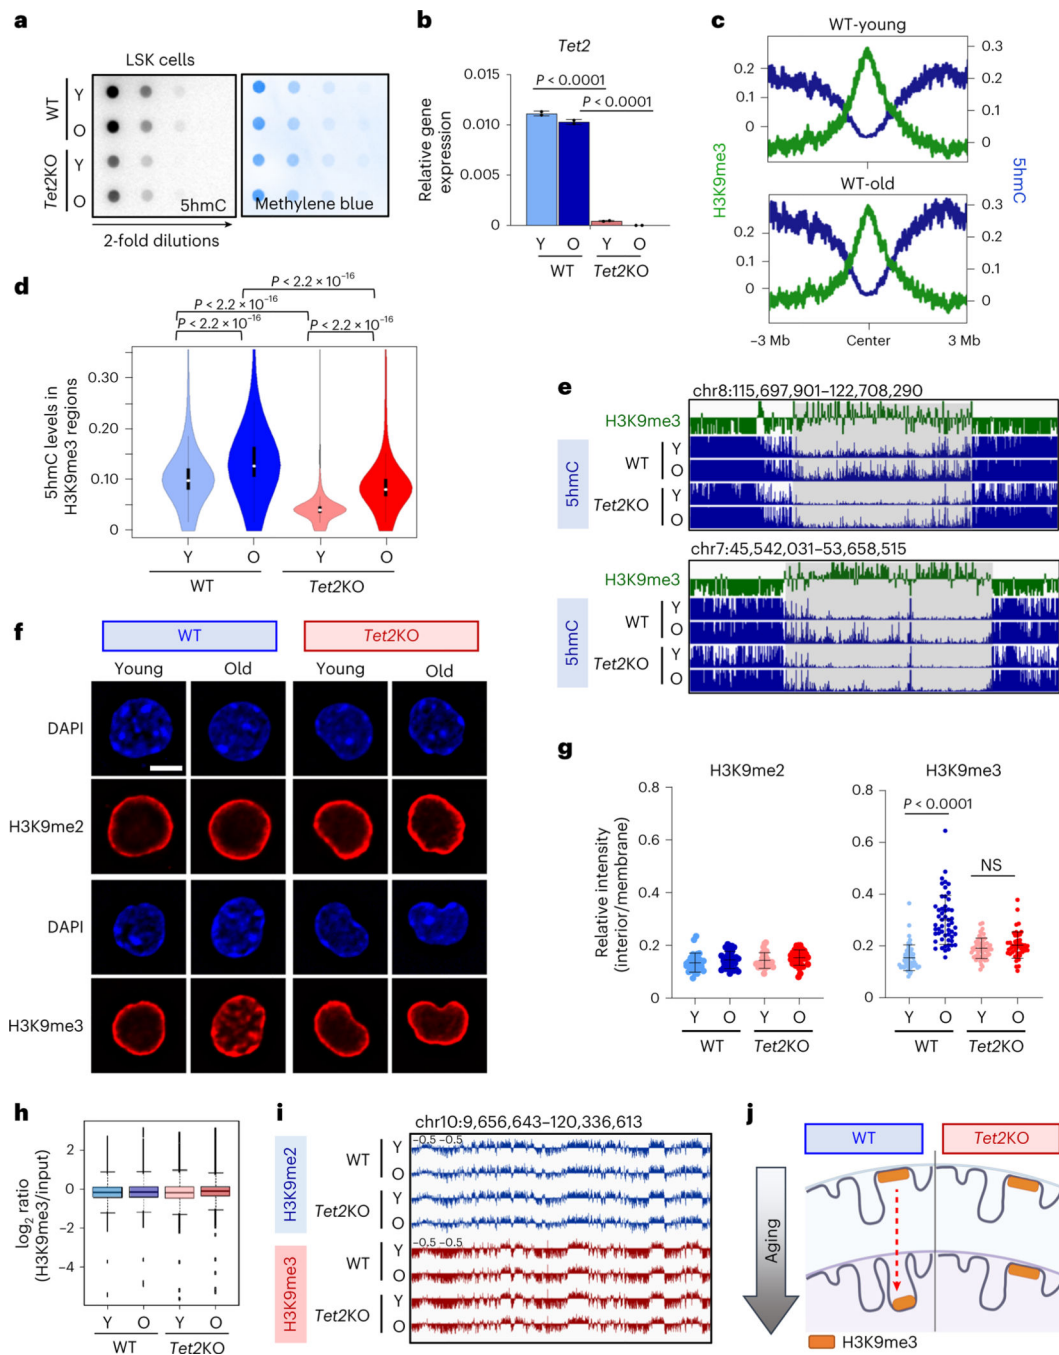 a
LSK cells
WT
Y
O
Tet2KO
Y
O
5hmC
Methylene blue
2-fold dilutions
b
Tet2
P < 0.0001
P < 0.0001
Relative gene
expression
0.015
0.010
0.005
0
Y O Y O
WT Tet2KO
c
WT-young
0.2
0.1
0
0.3
0.2
0.1
0
WT-old
0.2
0.1
0
0.3
0.2
0.1
0
H3K9me3
5hmC
−3 Mb Center 3 Mb
d
P < 2.2 × 10−16
P < 2.2 × 10−16
P < 2.2 × 10−16 P < 2.2 × 10−16
5hmC levels in
H3K9me3 regions
0.30
0.20
0.10
0
Y O Y O
WT Tet2KO
e
chr8:115,697,901–122,708,290
H3K9me3
5hmC
WT
Y
O
Tet2KO
Y
O
chr7:45,542,031–53,658,515
H3K9me3
5hmC
WT
Y
O
Tet2KO
Y
O
f
WT Tet2KO
Young Old Young Old
DAPI
H3K9me2
DAPI
H3K9me3
g
H3K9me2
Relative intensity
(interior/membrane)
0.8
0.6
0.4
0.2
0
Y O Y O
WT Tet2KO
H3K9me3
P < 0.0001
NS
0.8
0.6
0.4
0.2
0
Y O Y O
WT Tet2KO
h
log2 ratio
(H3K9me3/input)
2
0
−2
−4
Y O Y O
WT Tet2KO
i
chr10:9,656,643–120,336,613
H3K9me2
−0.5 −0.5
WT
Y
O
Tet2KO
Y
O
H3K9me3
−0.5 −0.5
WT
Y
O
Tet2KO
Y
O
j
WT Tet2KO
Aging
H3K9me3